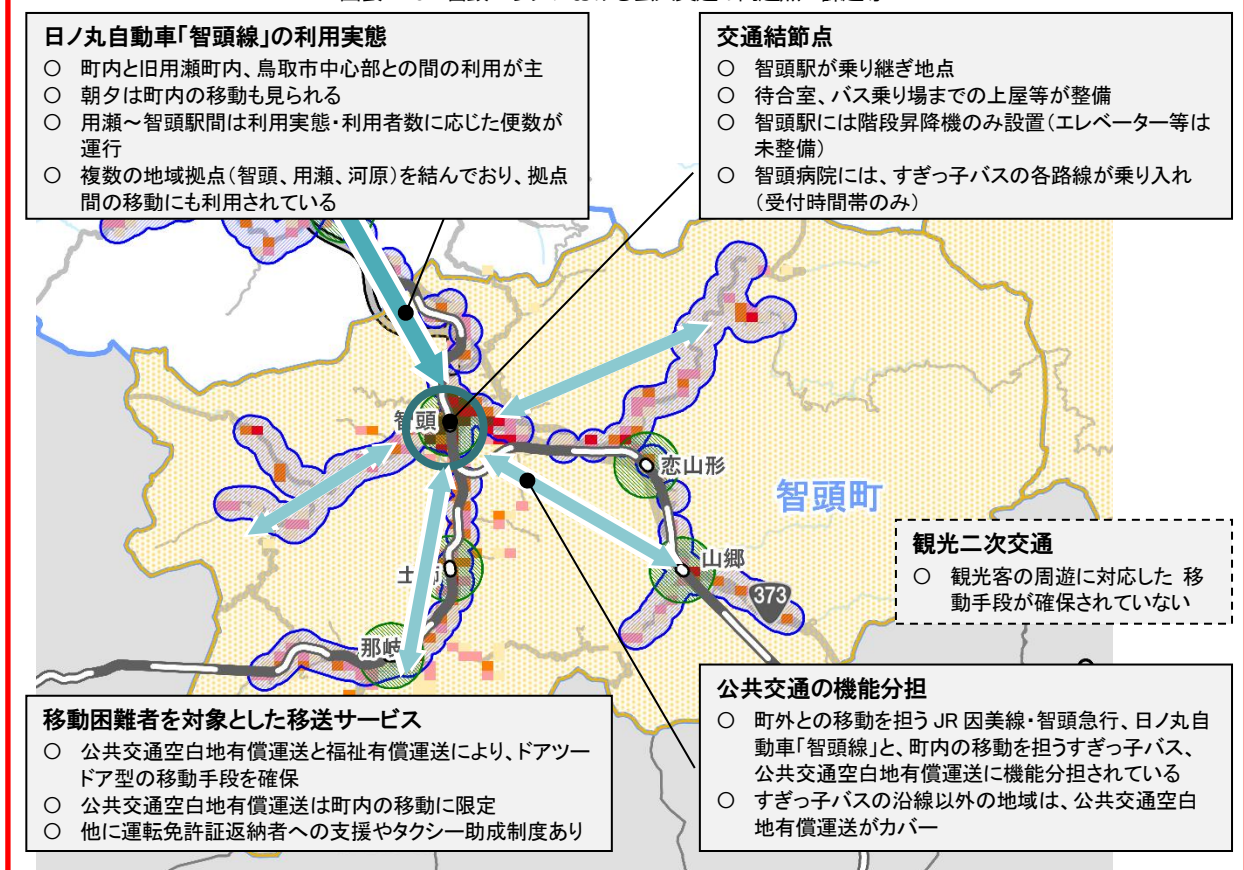 日ノ丸自動車「智頭線」の利用実態
○ 町内と旧用瀬町内、鳥取市中心部との間の利用が主
○ 朝夕は町内の移動も見られる
○ 用瀬～智頭駅間は利用実態・利用者数に応じた便数が
運行
○ 複数の地域拠点(智頭、用瀬、河原)を結んでおり、拠点
間の移動にも利用されている
交通結節点
○ 智頭駅が乗り継ぎ地点
○ 待合室、バス乗り場までの上屋等が整備
○ 智頭駅には階段昇降機のみ設置(エレベーター等は
未整備)
○ 智頭病院には、すぎっ子バスの各路線が乗り入れ
(受付時間帯のみ)
智頭
恋山形
智頭町
山郷
373
土
那岐
観光二次交通
○ 観光客の周遊に対応した 移
動手段が確保されていない
移動困難者を対象とした移送サービス
○ 公共交通空白地有償運送と福祉有償運送により、ドアツー
ドア型の移動手段を確保
○ 公共交通空白地有償運送は町内の移動に限定
○ 他に運転免許証返納者への支援やタクシー助成制度あり
公共交通の機能分担
○ 町外との移動を担う JR 因美線・智頭急行、日ノ丸自
動車「智頭線」と、町内の移動を担うすぎっ子バス、
公共交通空白地有償運送に機能分担されている
○ すぎっ子バスの沿線以外の地域は、公共交通空白
地有償運送がカバー